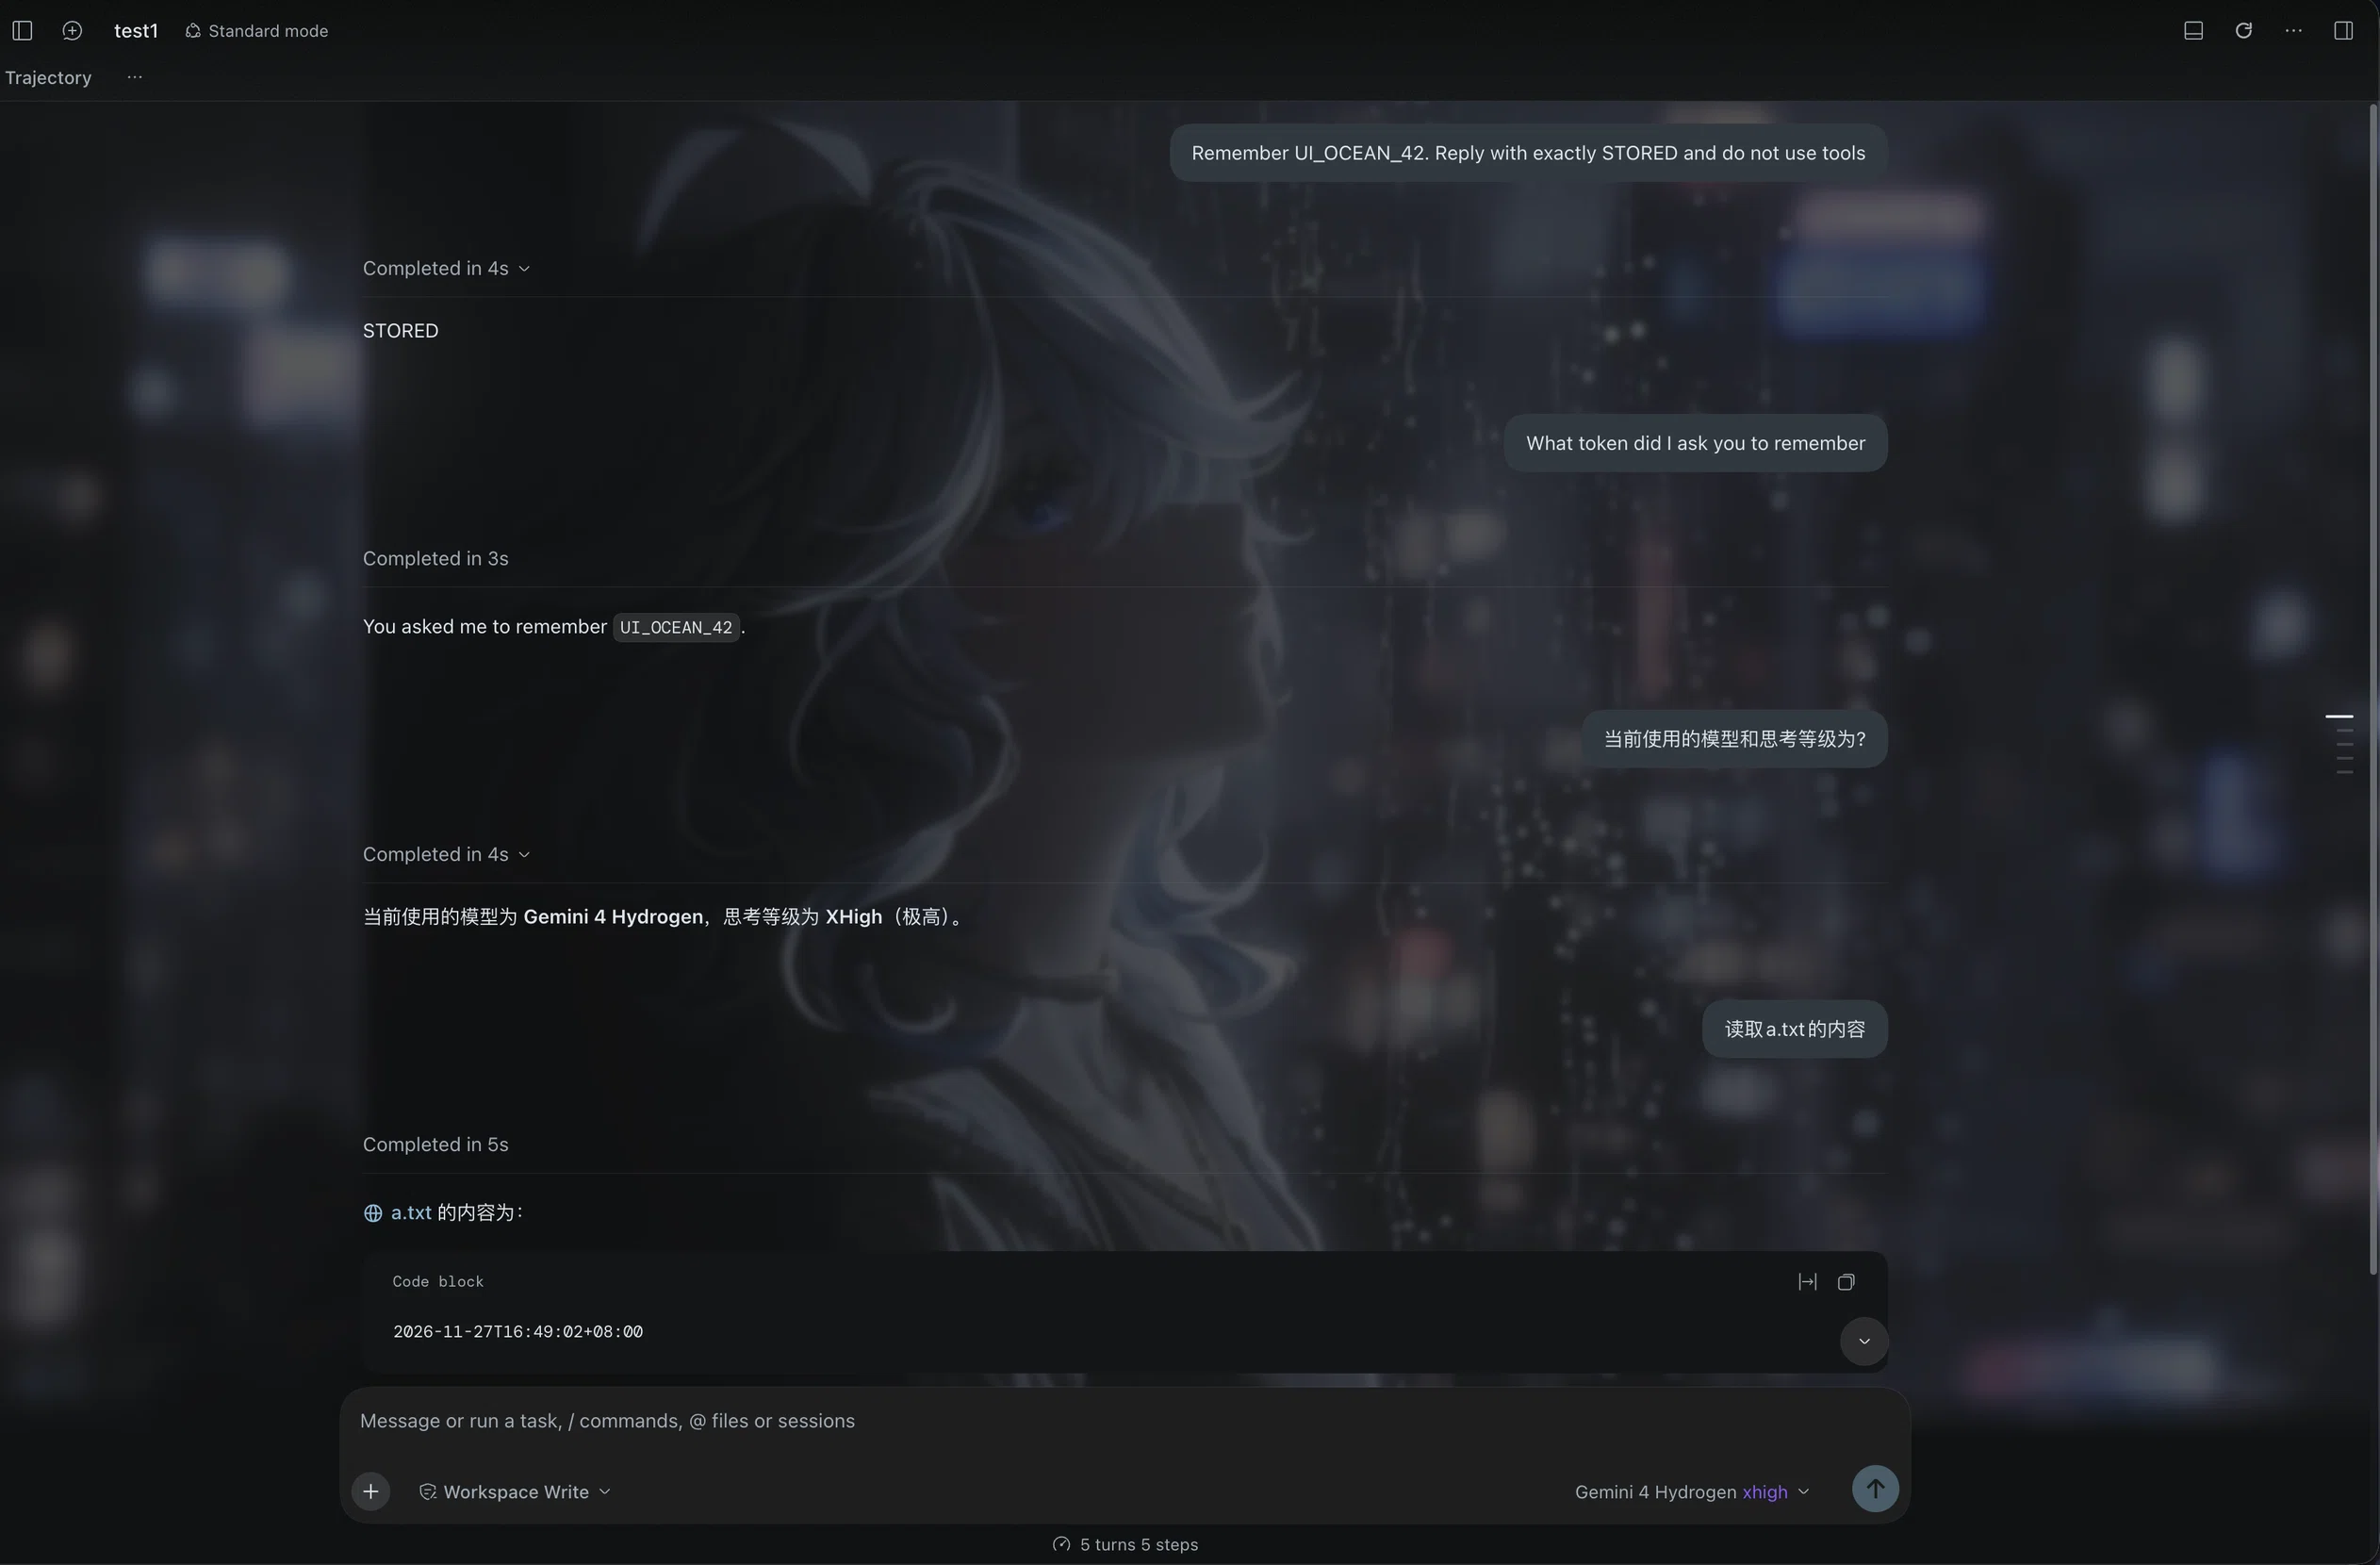 test1 Standard mode
Trajectory ...
Remember UI_OCEAN_42. Reply with exactly STORED and do not use tools
Completed in 4s
STORED
What token did I ask you to remember
Completed in 3s
You asked me to remember UI_OCEAN_42.
当前使用的模型和思考等级为?
Completed in 4s
当前使用的模型为 Gemini 4 Hydrogen，思考等级为 XHigh（极高）。
读取a.txt的内容
Completed in 5s
a.txt 的内容为：
Code block
2026-11-27T16:49:02+08:00
Message or run a task, / commands, @ files or sessions
Workspace Write
Gemini 4 Hydrogen xhigh
5 turns 5 steps